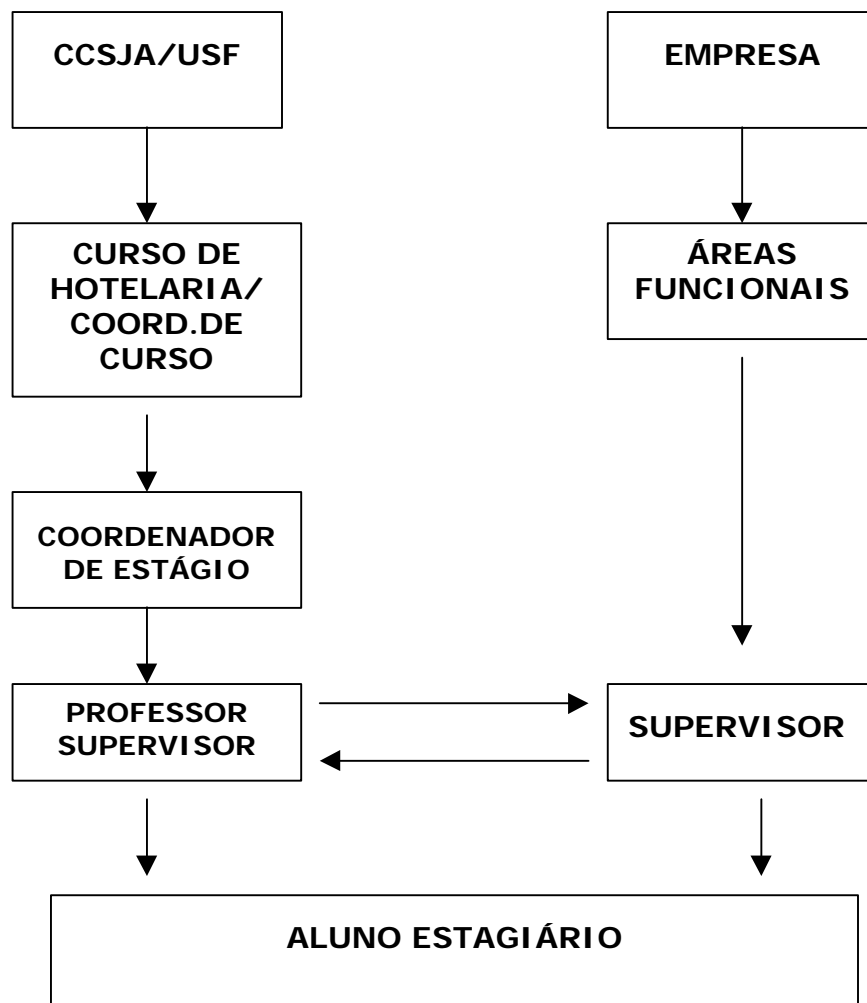 CCSJA/USF
EMPRESA
CURSO DE
HOTELARIA/
COORD.DE
CURSO
ÁREAS
FUNCIONAIS
COORDENADOR
DE ESTÁGIO
PROFESSOR
SUPERVISOR
SUPERVISOR
ALUNO ESTAGIÁRIO